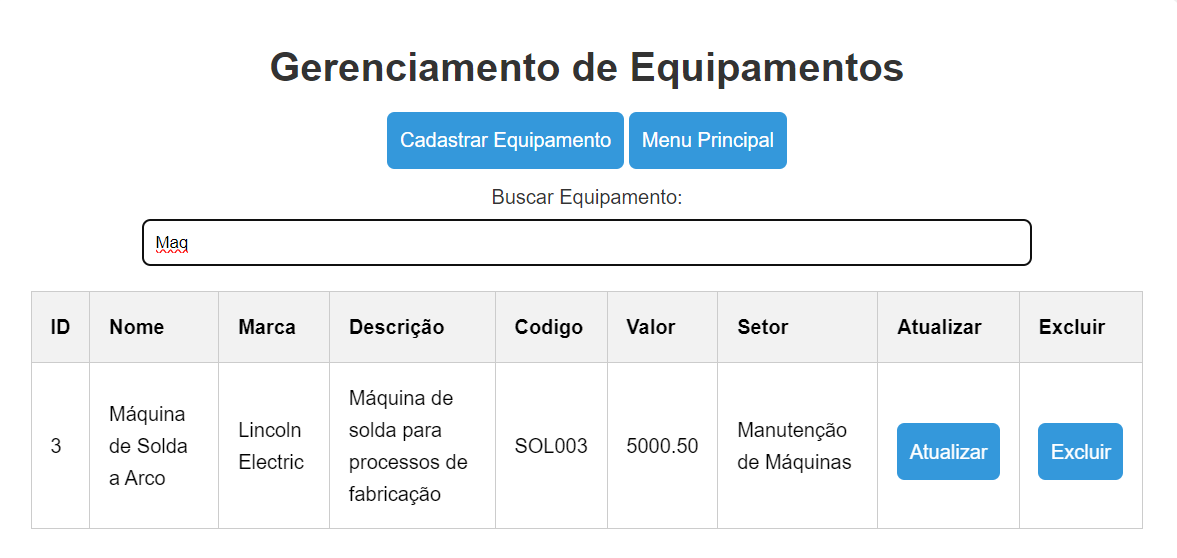 Gerenciamento de Equipamentos
Cadastrar Equipamento Menu Principal
Buscar Equipamento:
Maq
ID Nome Marca Descrição Codigo Valor Setor Atualizar Excluir
3
Máquina
de Solda
a Arco
Lincoln
Electric
Máquina de
solda para
processos de
fabricação
SOL003
5000.50
Manutenção
de Máquinas
Atualizar
Excluir